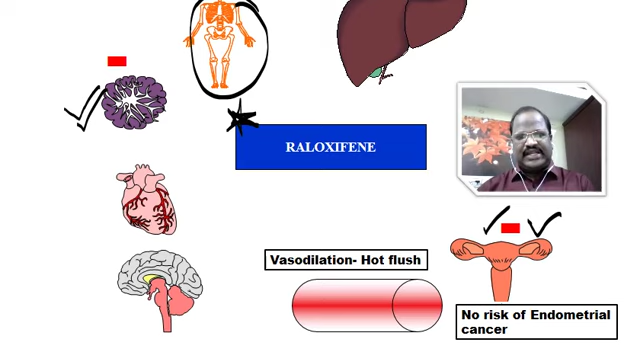 RALOXIFENE
Vasodilation- Hot flush
No risk of Endometrial
cancer